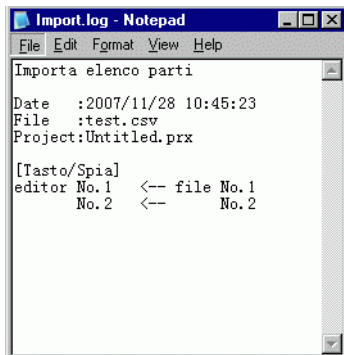 Import.log - Notepad
File Edit Format View Help
Importa elenco parti
Date :2007/11/28 10:45:23
File :test.csv
Project:Untitled.prx
[Tasto/Spia]
editor No.1 <-- file No.1
No.2 <-- No.2